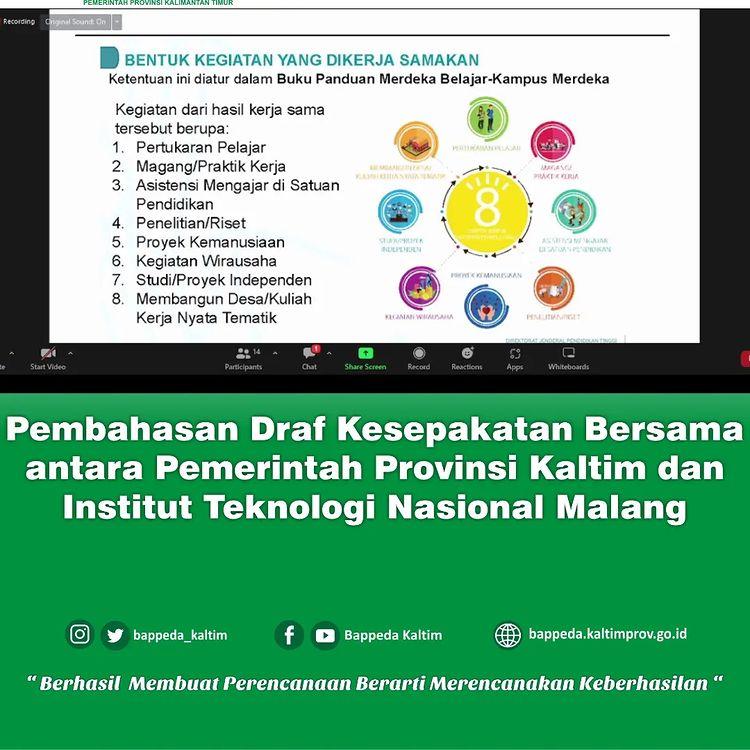 PEMERINTAH PROVINSI KALIMANTAN TIMUR
Recording
Original Sound: On
BENTUK KEGIATAN YANG DIKERJA SAMAKAN
Ketentuan ini diatur dalam Buku Panduan Merdeka Belajar-Kampus Merdeka
Kegiatan dari hasil kerja sama
tersebut berupa:
1. Pertukaran Pelajar
2. Magang/Praktik Kerja
3. Asistensi Mengajar di Satuan
Pendidikan
4. Penelitian/Riset
5. Proyek Kemanusiaan
6. Kegiatan Wirausaha
7. Studi/Proyek Independen
8. Membangun Desa/Kuliah
Kerja Nyata Tematik
PERTUKARAN PELAJAR
MEMBANGUN DESA/
KULIAH KERJA NYATA TEMATIK
MAGANG/
PRAKTIK KERJA
8
STUDI/PROYEK
INDEPENDEN
ASISTENSI MENGAJAR
DI SATUAN PENDIDIKAN
PROYEK KEMANUSIAAN
KEGIATAN WIRAUSAHA
PENELITIAN/RISET
DIREKTORAT JENDERAL PENDIDIKAN TINGGI
Start Video
14
Participants
1
Chat
Share Screen
Record
Reactions
Apps
Whiteboards
Pembahasan Draf Kesepakatan Bersama
antara Pemerintah Provinsi Kaltim dan
Institut Teknologi Nasional Malang
bappeda_kaltim
Bappeda Kaltim
bappeda.kaltimprov.go.id
“ Berhasil Membuat Perencanaan Berarti Merencanakan Keberhasilan “